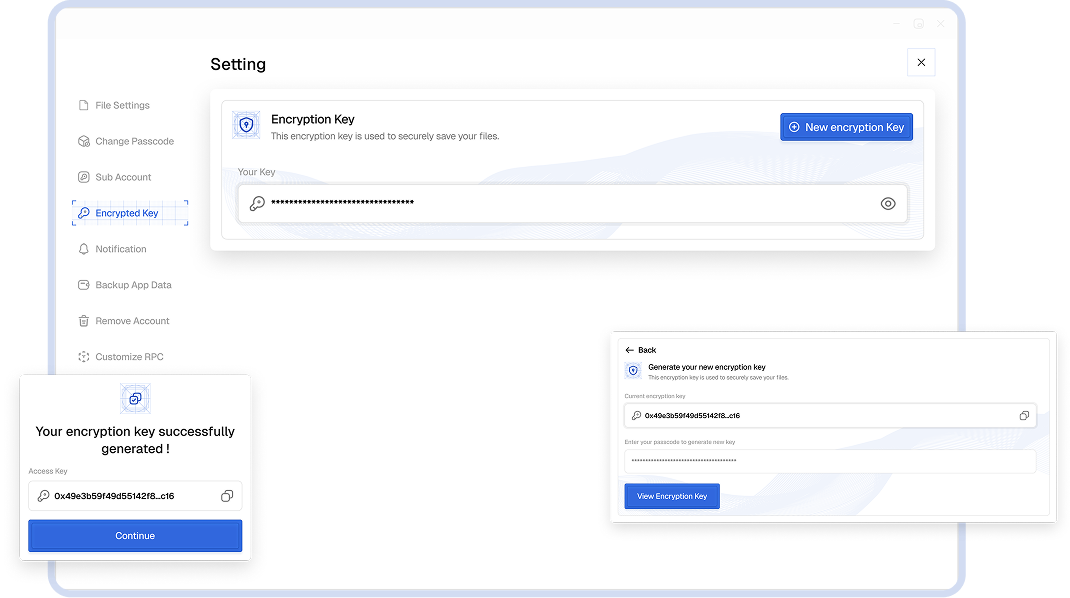 Setting
File Settings
Change Passcode
Sub Account
Encrypted Key
Notification
Backup App Data
Remove Account
Customize RPC
Encryption Key
This encryption key is used to securely save your files.
New encryption Key
Your Key
********************************
Your encryption key successfully
generated !
Access Key
0x49e3b59f49d55142f8...c16
Continue
Back
Generate your new encryption key
This encryption key is used to securely save your files.
Current encryption key
0x49e3b59f49d55142f8...c16
Enter your passcode to generate new key
************************************
View Encryption Key